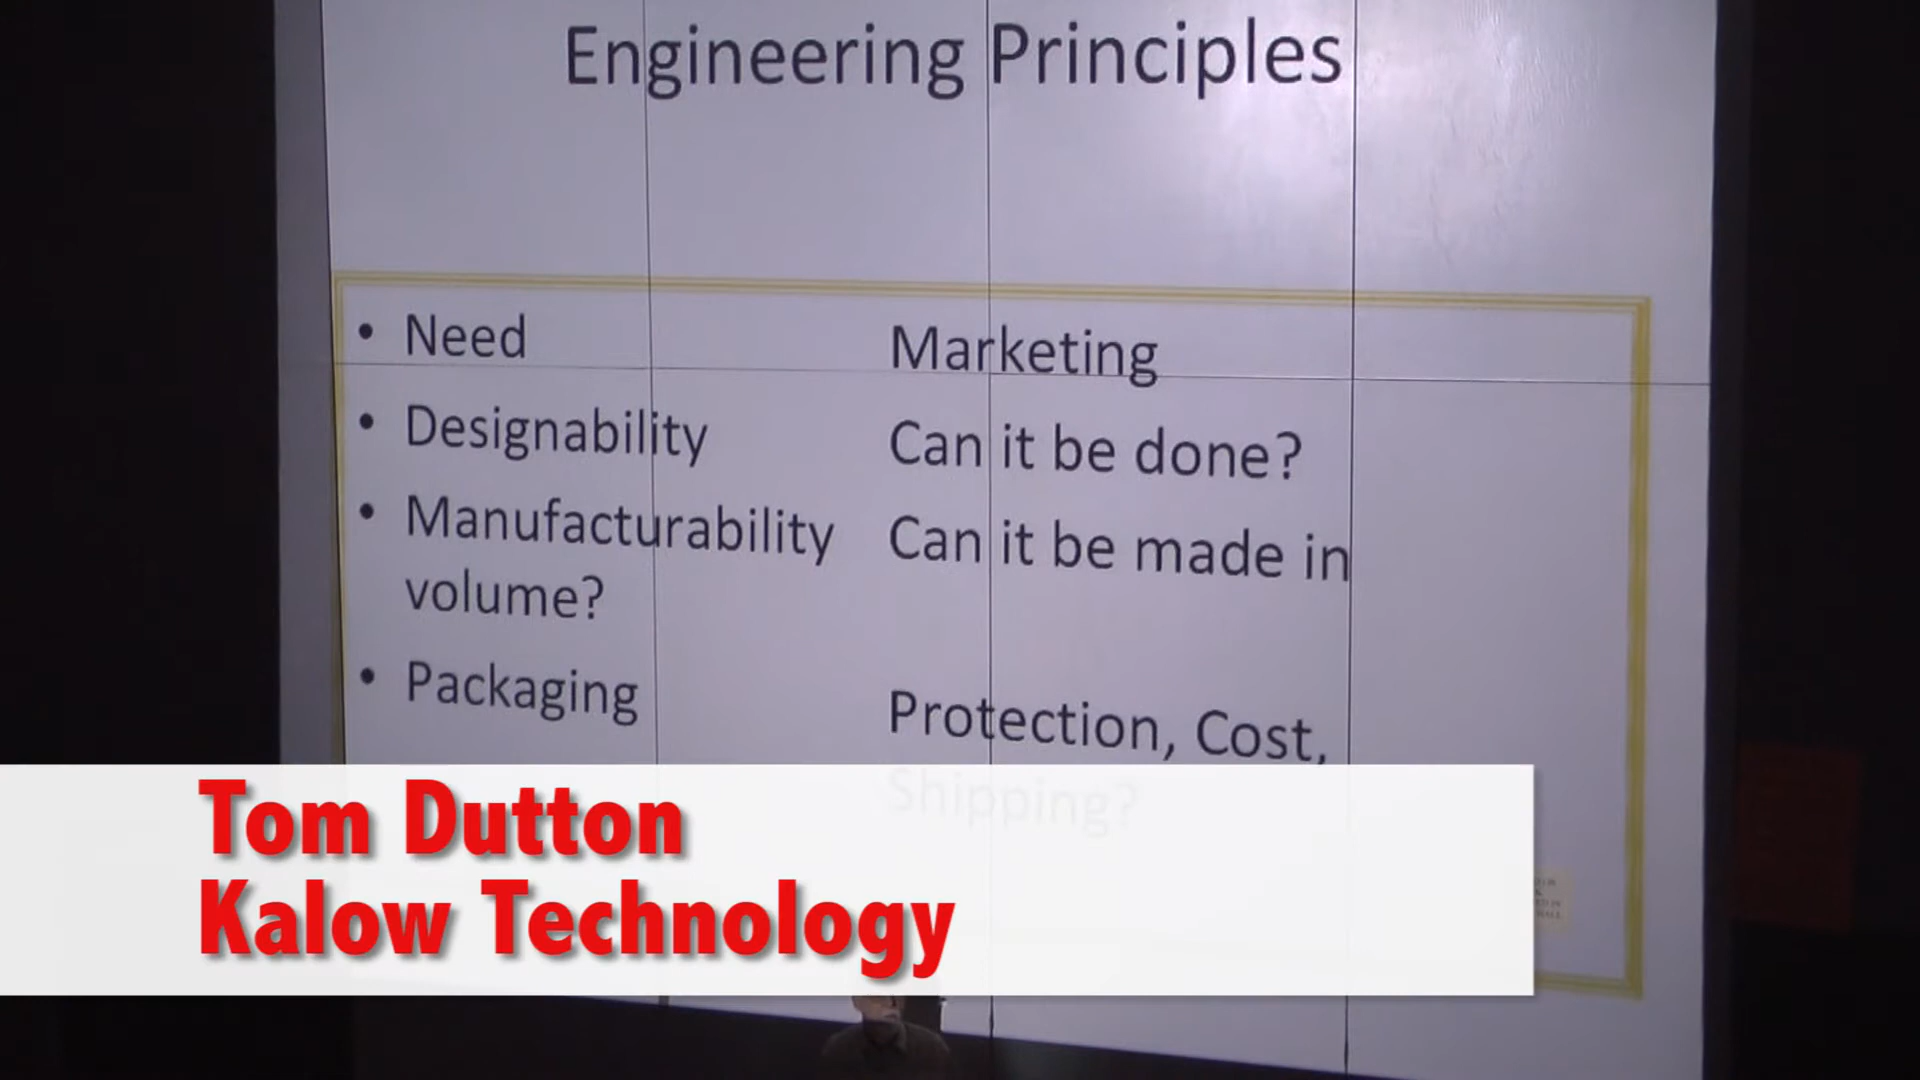 Engineering Principles
• Need Marketing
• Designability Can it be done?
• Manufacturability Can it be made in
volume?
• Packaging Protection, Cost,
Shipping?
Tom Dutton
Kalow Technology